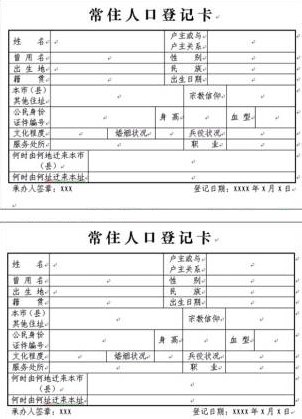 常住人口登记卡
姓 名 户主或与户主关系
曾用名 性 别
出生地 民 族
籍 贯 出生日期
本市（县）其他住址 宗教信仰
公民身份证件编号 身高 血型
文化程度 婚姻状况 兵役状况
服务处所 职 业
何时由何地迁来本市（县）
何时由何址迁来本址
承办人签章：XXX 登记日期：XXXX 年 X 月 X 日
常住人口登记卡
姓 名 户主或与户主关系
曾用名 性 别
出生地 民 族
籍 贯 出生日期
本市（县）其他住址 宗教信仰
公民身份证件编号 身高 血型
文化程度 婚姻状况 兵役状况
服务处所 职 业
何时由何地迁来本市（县）
何时由何址迁来本址
承办人签章：XXX 登记日期：XXXX 年 X 月 X 日